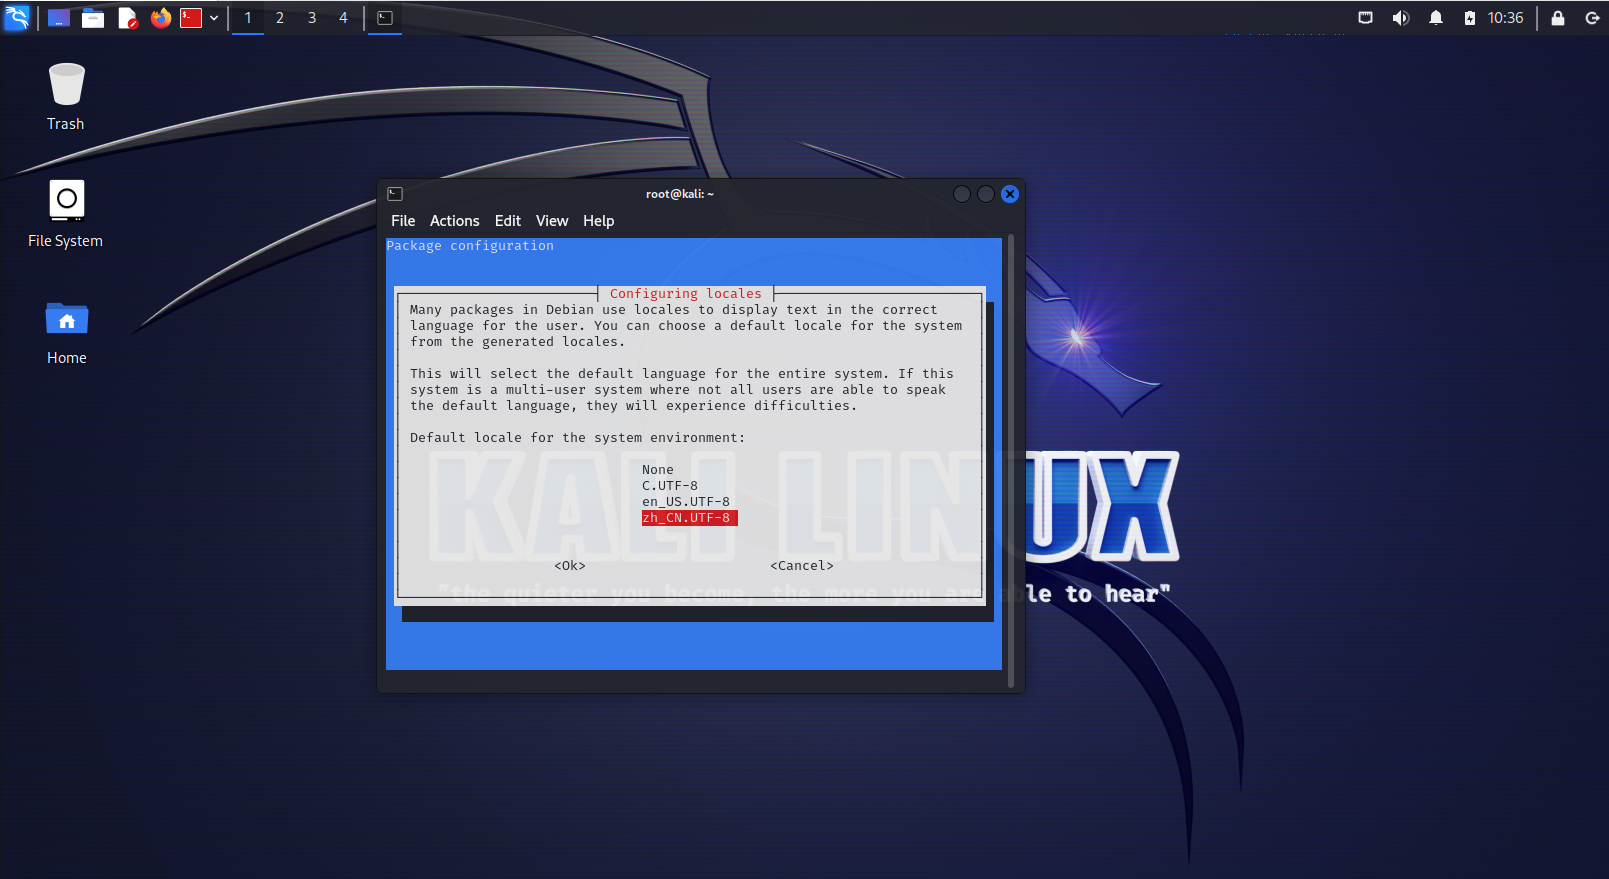 1 2 3 4
10:36
Trash
File System
Home
root@kali: ~
File Actions Edit View Help
Package configuration
Configuring locales
Many packages in Debian use locales to display text in the correct
language for the user. You can choose a default locale for the system
from the generated locales.
This will select the default language for the entire system. If this
system is a multi-user system where not all users are able to speak
the default language, they will experience difficulties.
Default locale for the system environment:
None
C.UTF-8
en_US.UTF-8
zh_CN.UTF-8
<Ok> <Cancel>
KALI LINUX
"the quieter you become, the more you are able to hear"